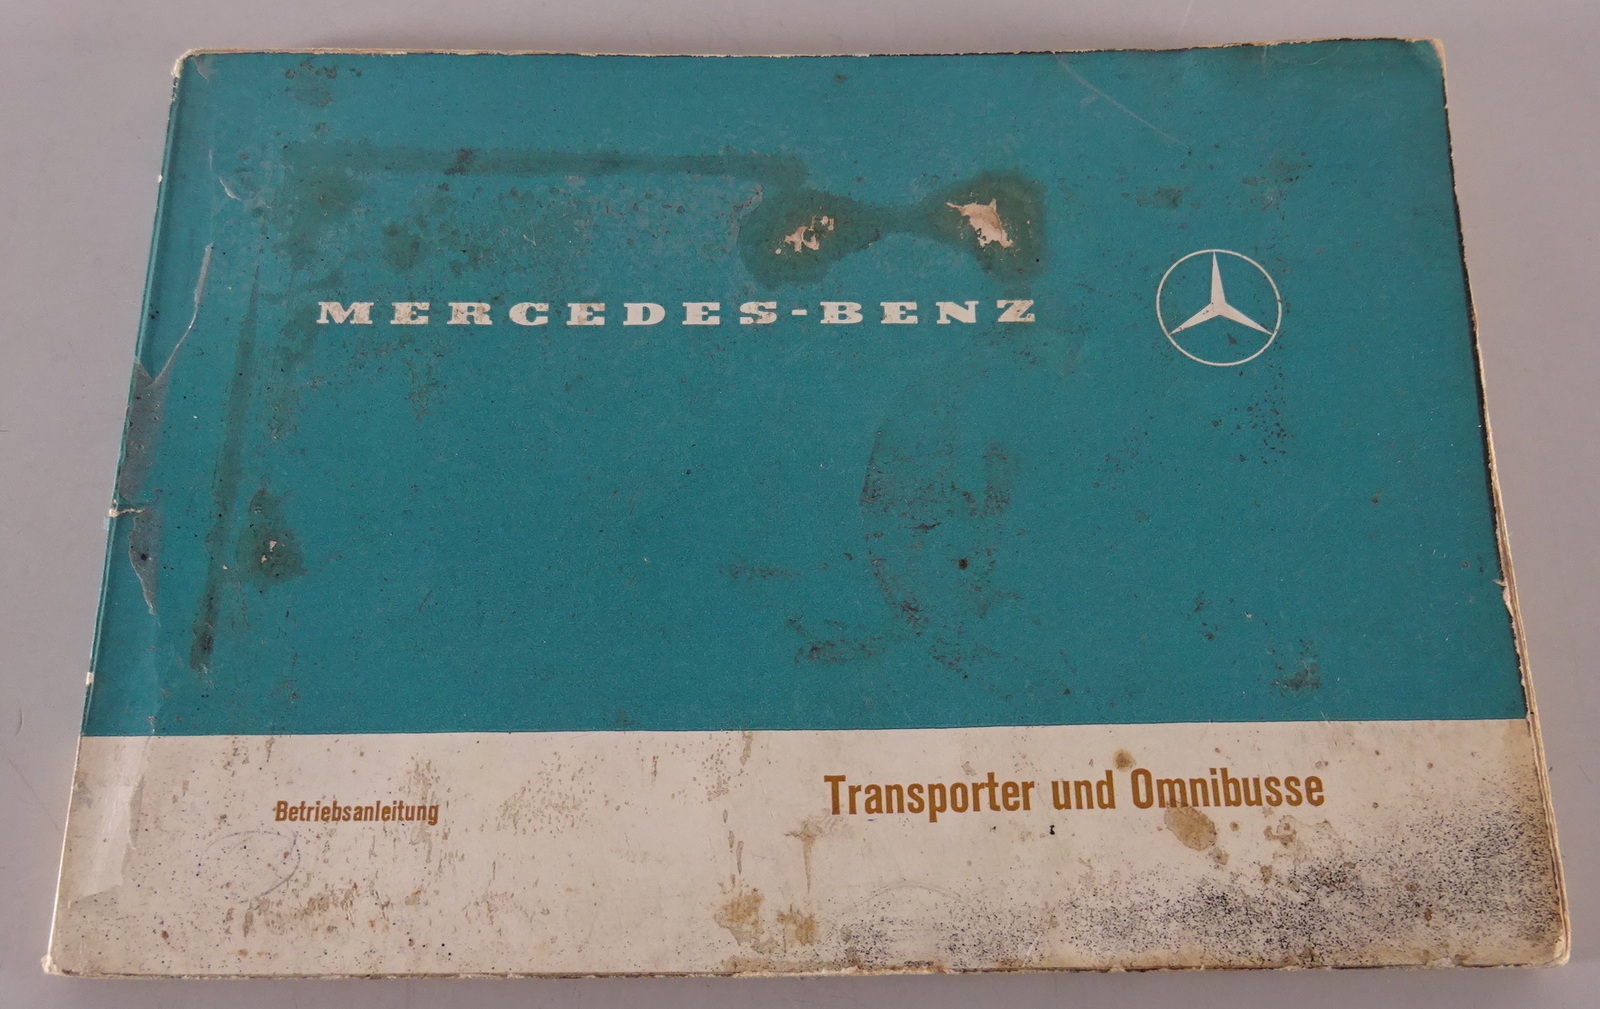 MERCEDES-BENZ
Betriebsanleitung
Transporter und Omnibusse